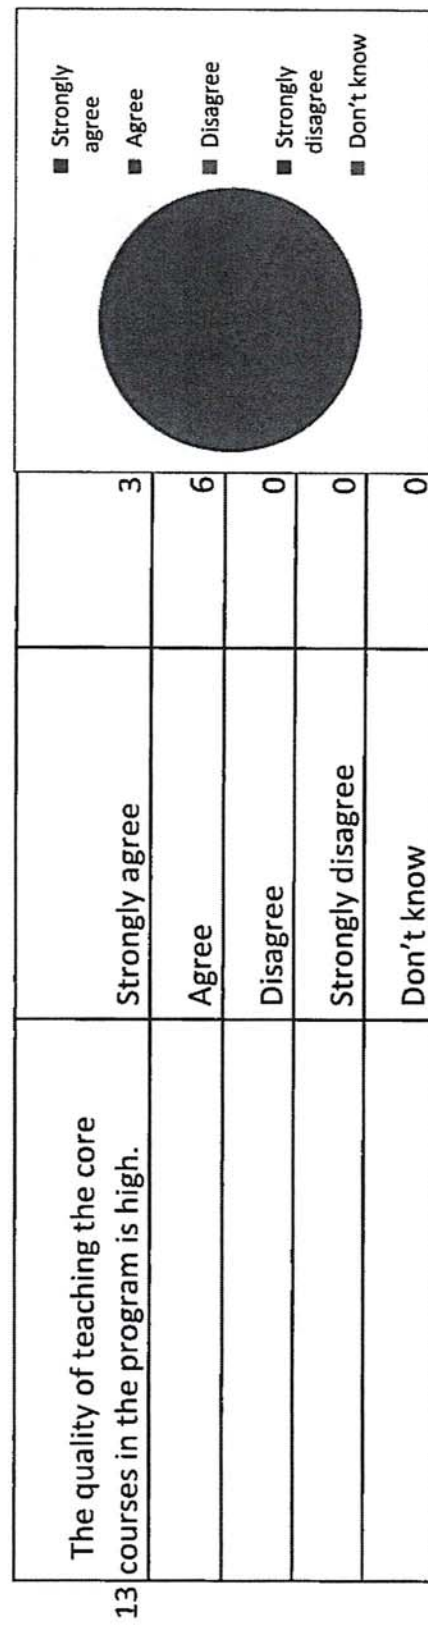 The quality of teaching the core
13 courses in the program is high.
Strongly agree 3
Agree 6
Disagree 0
Strongly disagree 0
Don't know 0
Strongly
agree
Agree
Disagree
Strongly
disagree
Don't know